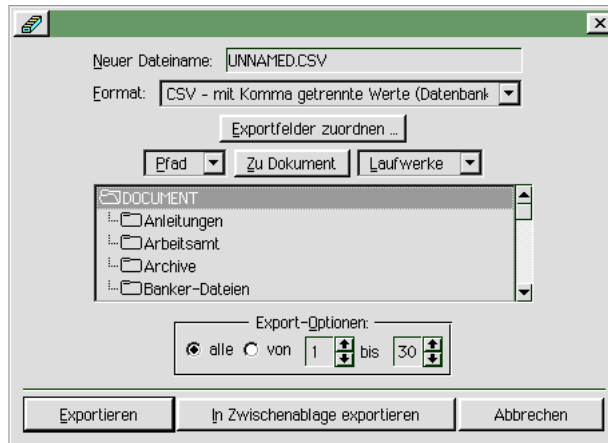 Neuer Dateiname: UNNAMED.CSV
Format: CSV - mit Komma getrennte Werte (Datenbank
Exportfelder zuordnen ...
Pfad Zu Dokument Laufwerke
DOCUMENT
Anleitungen
Arbeitsamt
Archive
Banker-Dateien
Export-Optionen:
alle von 1 bis 30
Exportieren In Zwischenablage exportieren Abbrechen